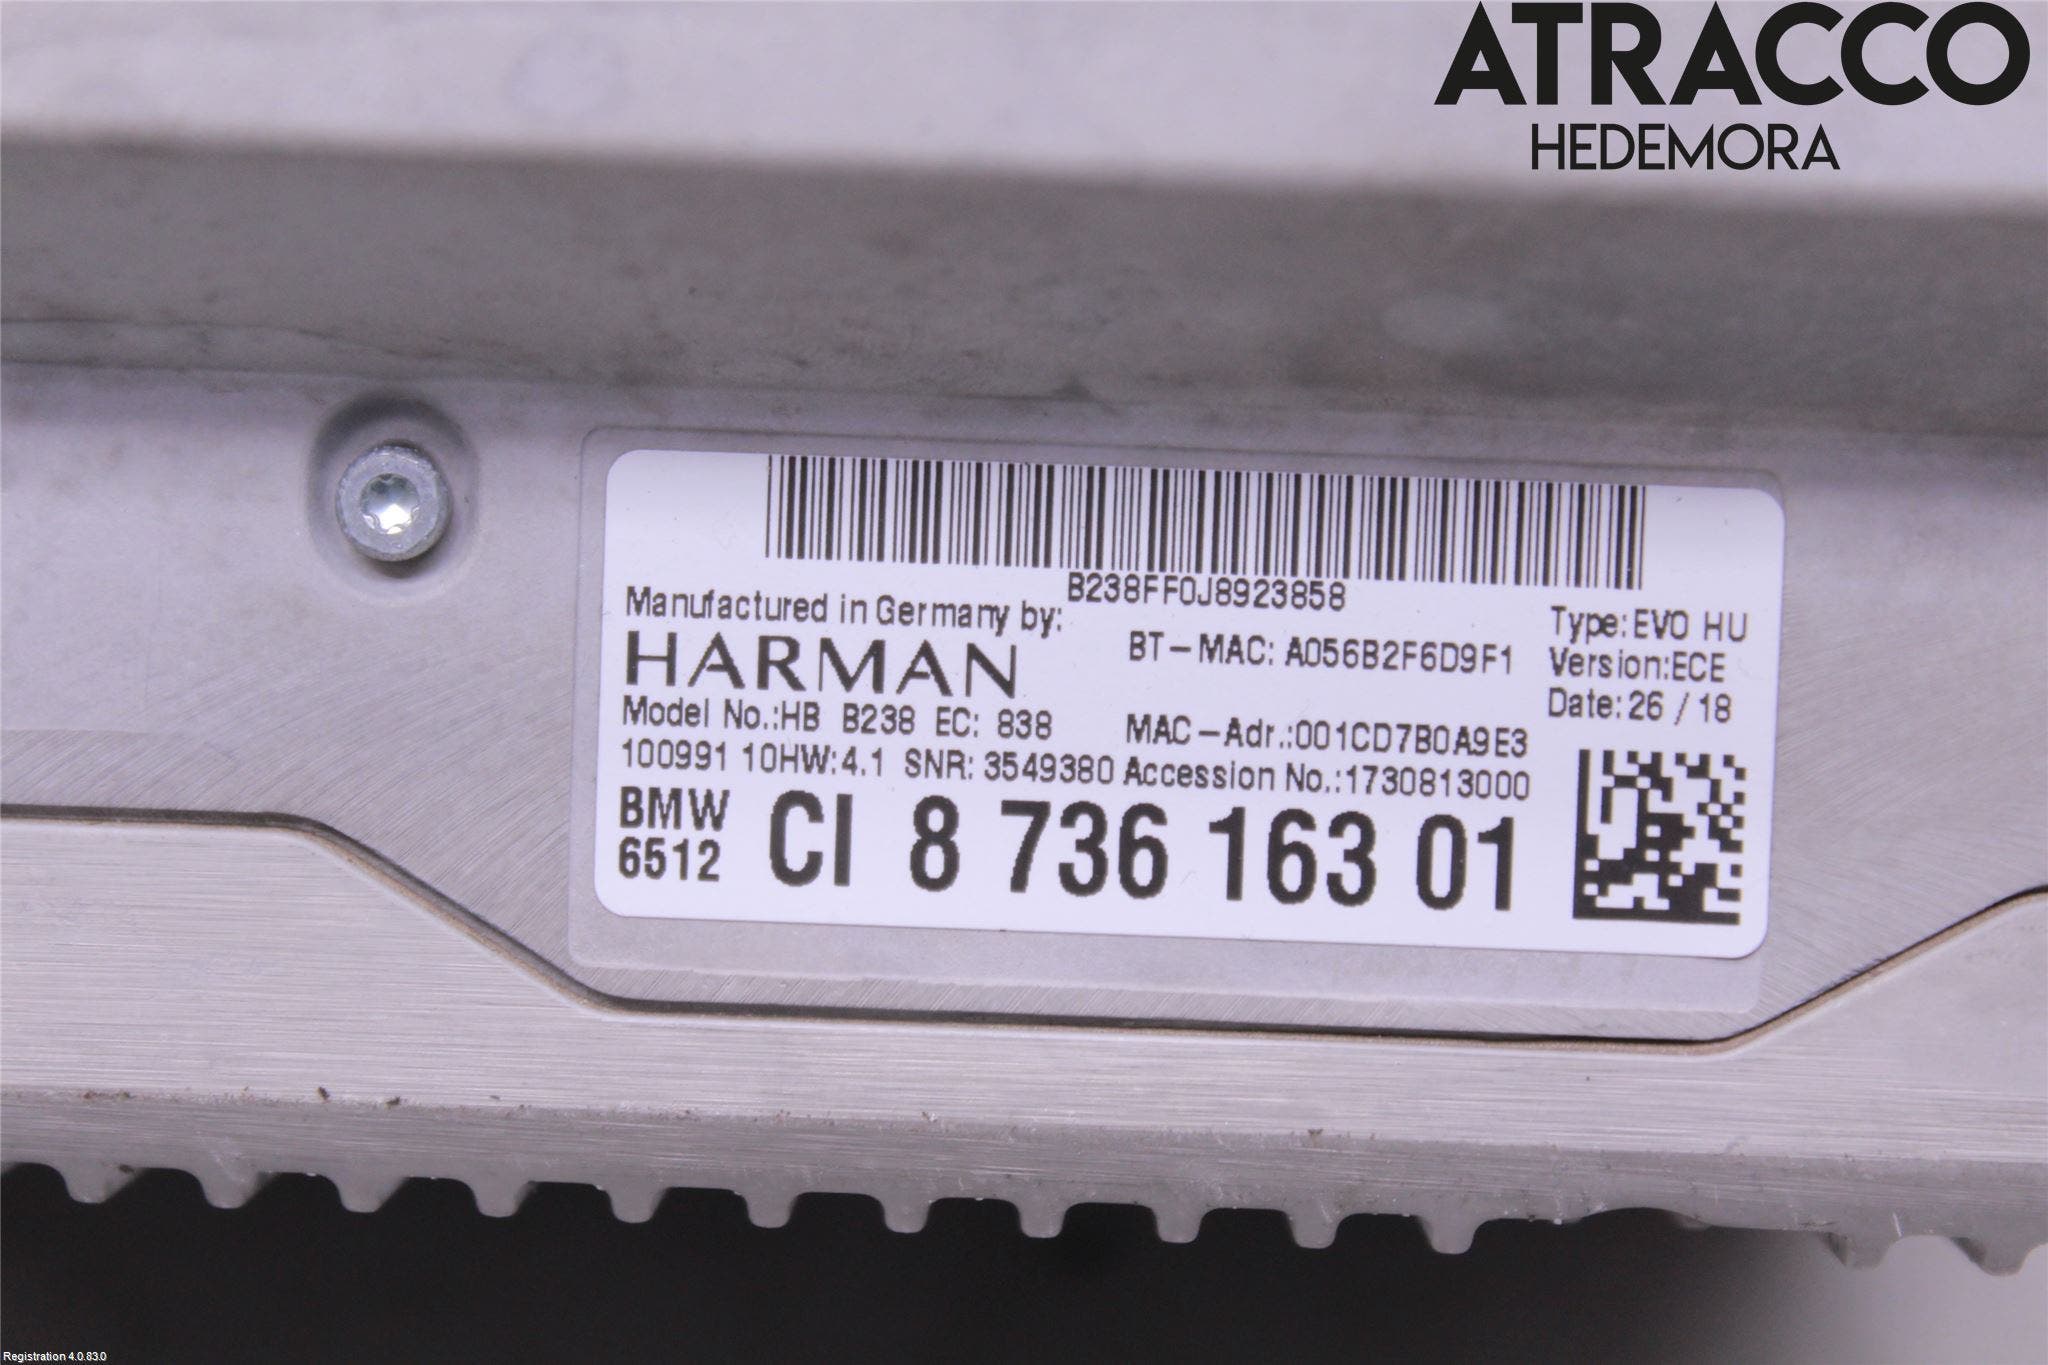 ATRACCO
HEDEMORA
B238FF0J8923858
Manufactured in Germany by:
HARMAN
BT-MAC: A056B2F6D9F1
Type:EVO HU
Version:ECE
Date:26 / 18
Model No.:HB B238 EC: 838
MAC-Adr.:001CD7B0A9E3
100991 10HW:4.1 SNR: 3549380 Accession No.:1730813000
BMW
6512
CI 8 736 163 01
Registration 4.0.83.0